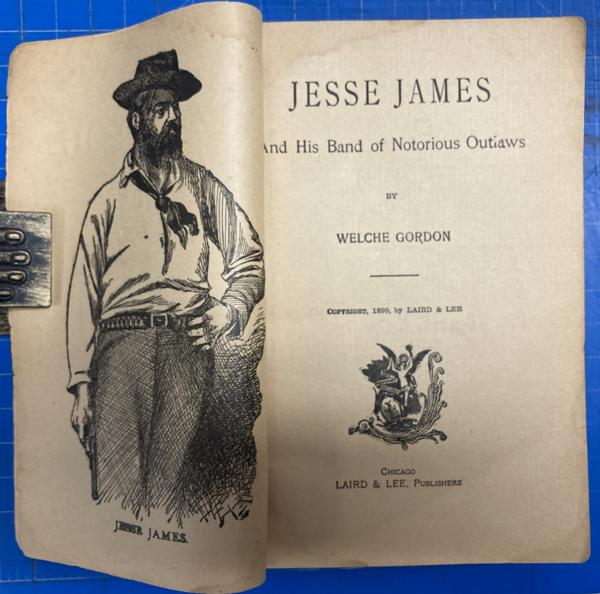 JESSE JAMES.
JESSE JAMES
And His Band of Notorious Outlaws
BY
WELCHE GORDON
COPYRIGHT, 1890, by LAIRD & LEE
CHICAGO
LAIRD & LEE, PUBLISHERS